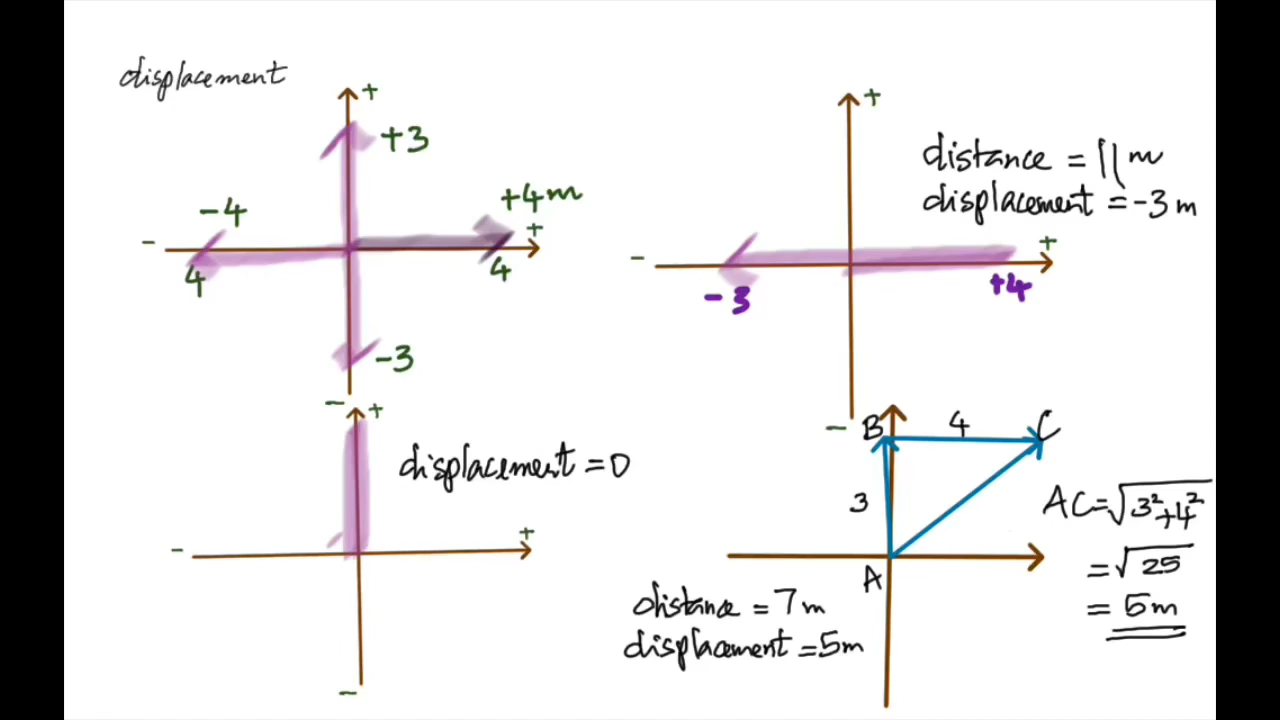 displacement
+
+3
-4
+4m
+
-
4
4
-3
-
+
distance = 11m
displacement = -3m
+
-
-3
+4
-
+
displacement = 0
+
-
-
B
4
C
3
A
AC=√3²+4²
=√25
= 5m
distance = 7m
displacement =5m